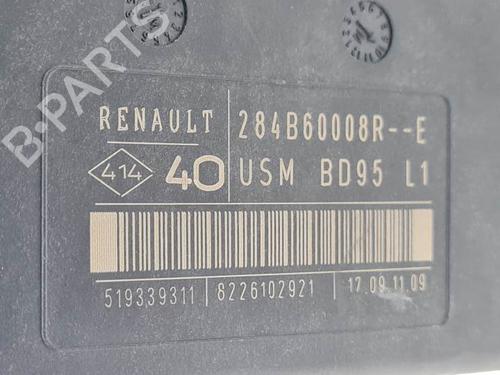 B-PARTS
RENAULT 284B60008R--E
414 40 USM BD95 L1
519339311 8226102921 17.09.11.09